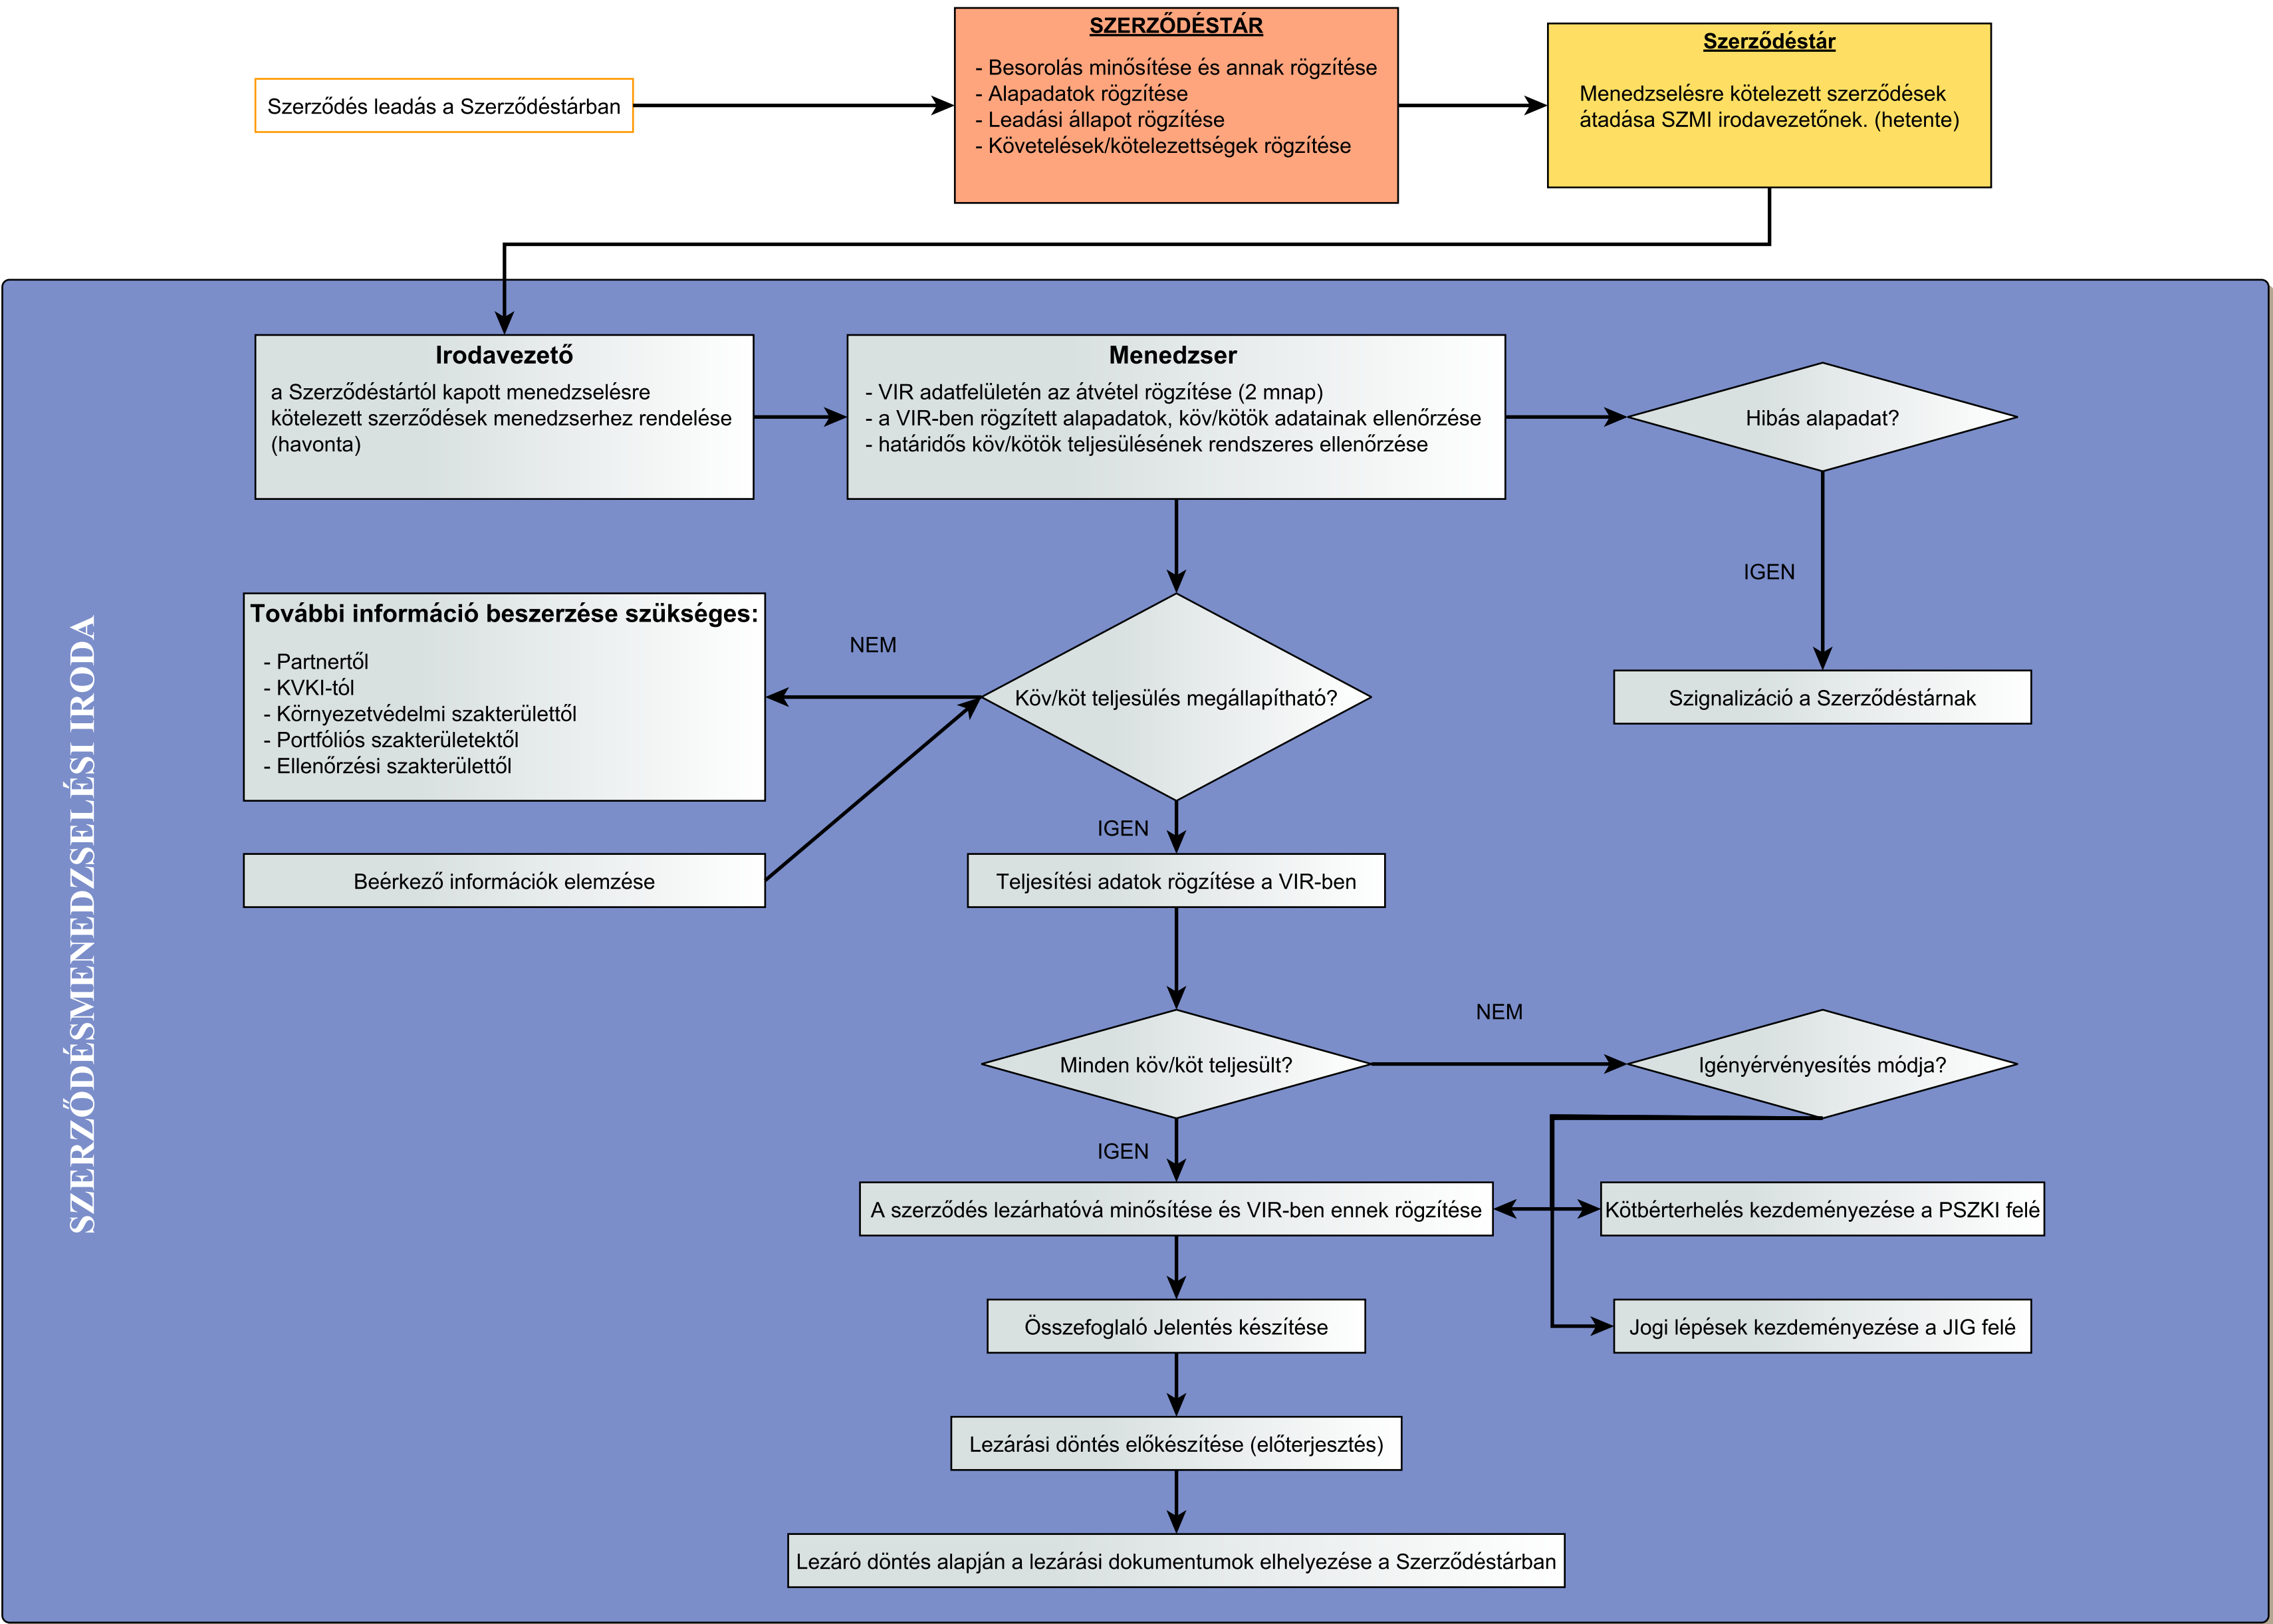 SZERZŐDÉSTÁR
- Besorolás minősítése és annak rögzítése
- Alapadatok rögzítése
- Leadási állapot rögzítése
- Követelések/kötelezettségek rögzítése
Szerződéstár
Menedzselésre kötelezett szerződések
átadása SZMI irodavezetőnek. (hetente)
Szerződés leadás a Szerződéstárban
SZERZŐDÉSMENEDZSELÉSI IRODA
Irodavezető
a Szerződéstártól kapott menedzselésre
kötelezett szerződések menedzserhez rendelése
(havonta)
Menedzser
- VIR adatfelületén az átvétel rögzítése (2 mnap)
- a VIR-ben rögzített alapadatok, köv/kötök adatainak ellenőrzése
- határidős köv/kötök teljesülésének rendszeres ellenőrzése
Hibás alapadat?
IGEN
Szignalizáció a Szerződéstárnak
További információ beszerzése szükséges:
- Partnertől
- KVKI-tól
- Környezetvédelmi szakterülettől
- Portfóliós szakterületektől
- Ellenőrzési szakterülettől
NEM
Köv/köt teljesülés megállapítható?
IGEN
Beérkező információk elemzése
Teljesítési adatok rögzítése a VIR-ben
NEM
Minden köv/köt teljesült?
Igényérvényesítés módja?
IGEN
A szerződés lezárhatóvá minősítése és VIR-ben ennek rögzítése
Kötbérterhelés kezdeményezése a PSZKI felé
Összefoglaló Jelentés készítése
Jogi lépések kezdeményezése a JIG felé
Lezárási döntés előkészítése (előterjesztés)
Lezáró döntés alapján a lezárási dokumentumok elhelyezése a Szerződéstárban